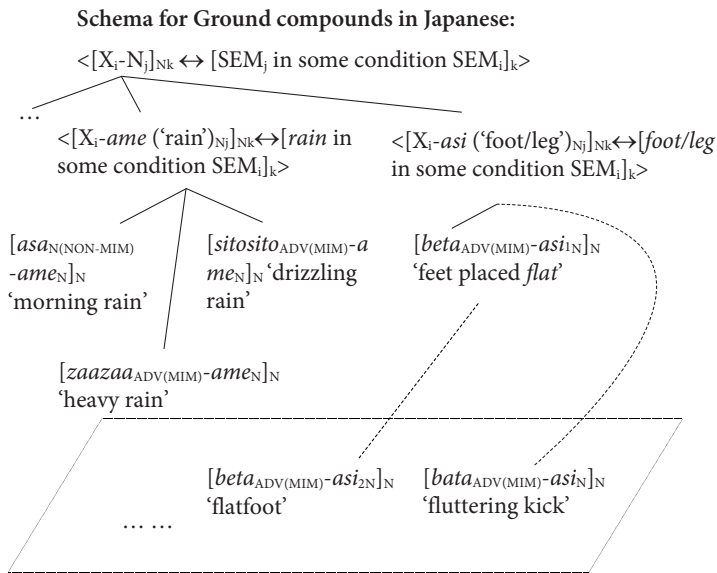 Schema for Ground compounds in Japanese:
<[Xi-Nj]Nk ↔ [SEMj in some condition SEMi]k>
…
<[Xi-ame (‘rain’)Nj]Nk↔[rain in
some condition SEMi]k>
<[Xi-asi (‘foot/leg’)Nj]Nk↔[foot/leg
in some condition SEMi]k>
[asaN(NON-MIM)
-ameN]N
‘morning rain’
[sitositoADV(MIM)-a
meN]N ‘drizzling
rain’
[betaADV(MIM)-asi1N]N
‘feet placed flat’
[zaazaaADV(MIM)-ameN]N
‘heavy rain’
[betaADV(MIM)-asi2N]N
‘flatfoot’
[bataADV(MIM)-asiN]N
‘fluttering kick’
… …